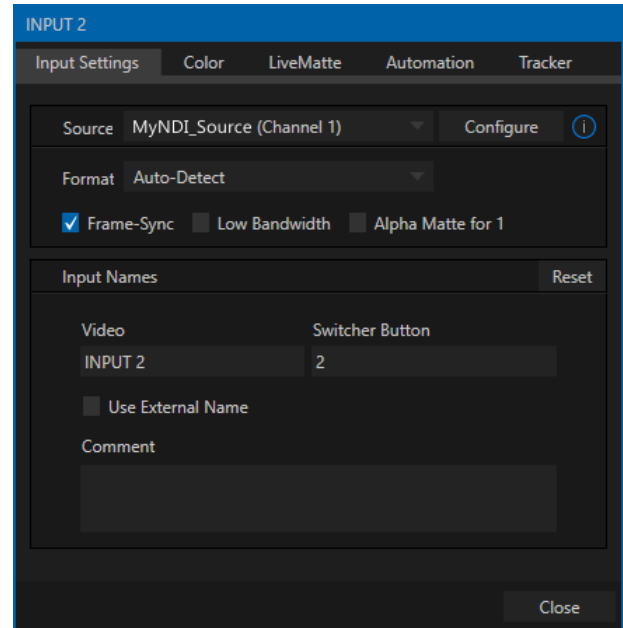 INPUT 2
Input Settings Color LiveMatte Automation Tracker
Source MyNDI_Source (Channel 1) Configure
Format Auto-Detect
Frame-Sync Low Bandwidth Alpha Matte for 1
Input Names Reset
Video Switcher Button
INPUT 2 2
Use External Name
Comment
Close